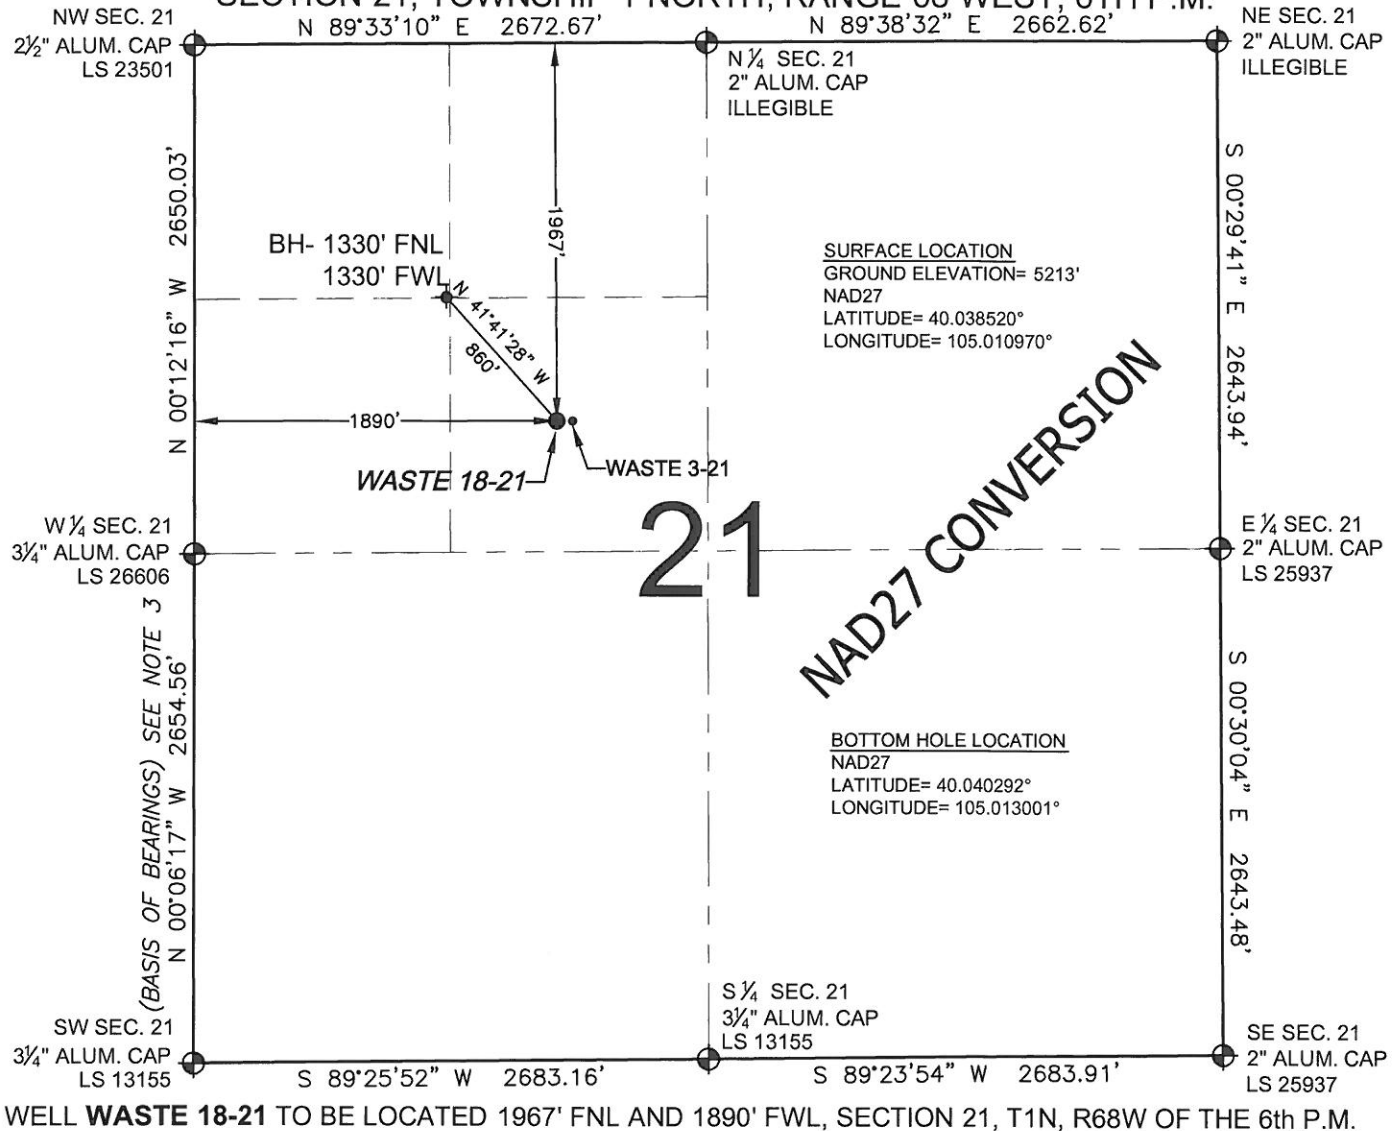 SECTION 21, TOWNSHIP 1 NORTH, RANGE 68 WEST, 6TH P.M.
NW SEC. 21
2½" ALUM. CAP
LS 23501
N 89°33'10" E 2672.67'
N 89°38'32" E 2662.62'
NE SEC. 21
2" ALUM. CAP
ILLEGIBLE
N ¼ SEC. 21
2" ALUM. CAP
ILLEGIBLE
N 00°12'16" W 2650.03'
1967'
S 00°29'41" E 2643.94'
BH- 1330' FNL
1330' FWL
N 41°41'28" W
860'
SURFACE LOCATION
GROUND ELEVATION= 5213'
NAD27
LATITUDE= 40.038520°
LONGITUDE= 105.010970°
1890'
WASTE 18-21
WASTE 3-21
NAD27 CONVERSION
21
W ¼ SEC. 21
3¼" ALUM. CAP
LS 26606
E ¼ SEC. 21
2" ALUM. CAP
LS 25937
(BASIS OF BEARINGS) SEE NOTE 3
N 00°06'17" W 2654.56'
S 00°30'04" E 2643.48'
BOTTOM HOLE LOCATION
NAD27
LATITUDE= 40.040292°
LONGITUDE= 105.013001°
SW SEC. 21
3¼" ALUM. CAP
LS 13155
S ¼ SEC. 21
3¼" ALUM. CAP
LS 13155
SE SEC. 21
2" ALUM. CAP
LS 25937
S 89°25'52" W 2683.16'
S 89°23'54" W 2683.91'
WELL WASTE 18-21 TO BE LOCATED 1967' FNL AND 1890' FWL, SECTION 21, T1N, R68W OF THE 6th P.M.